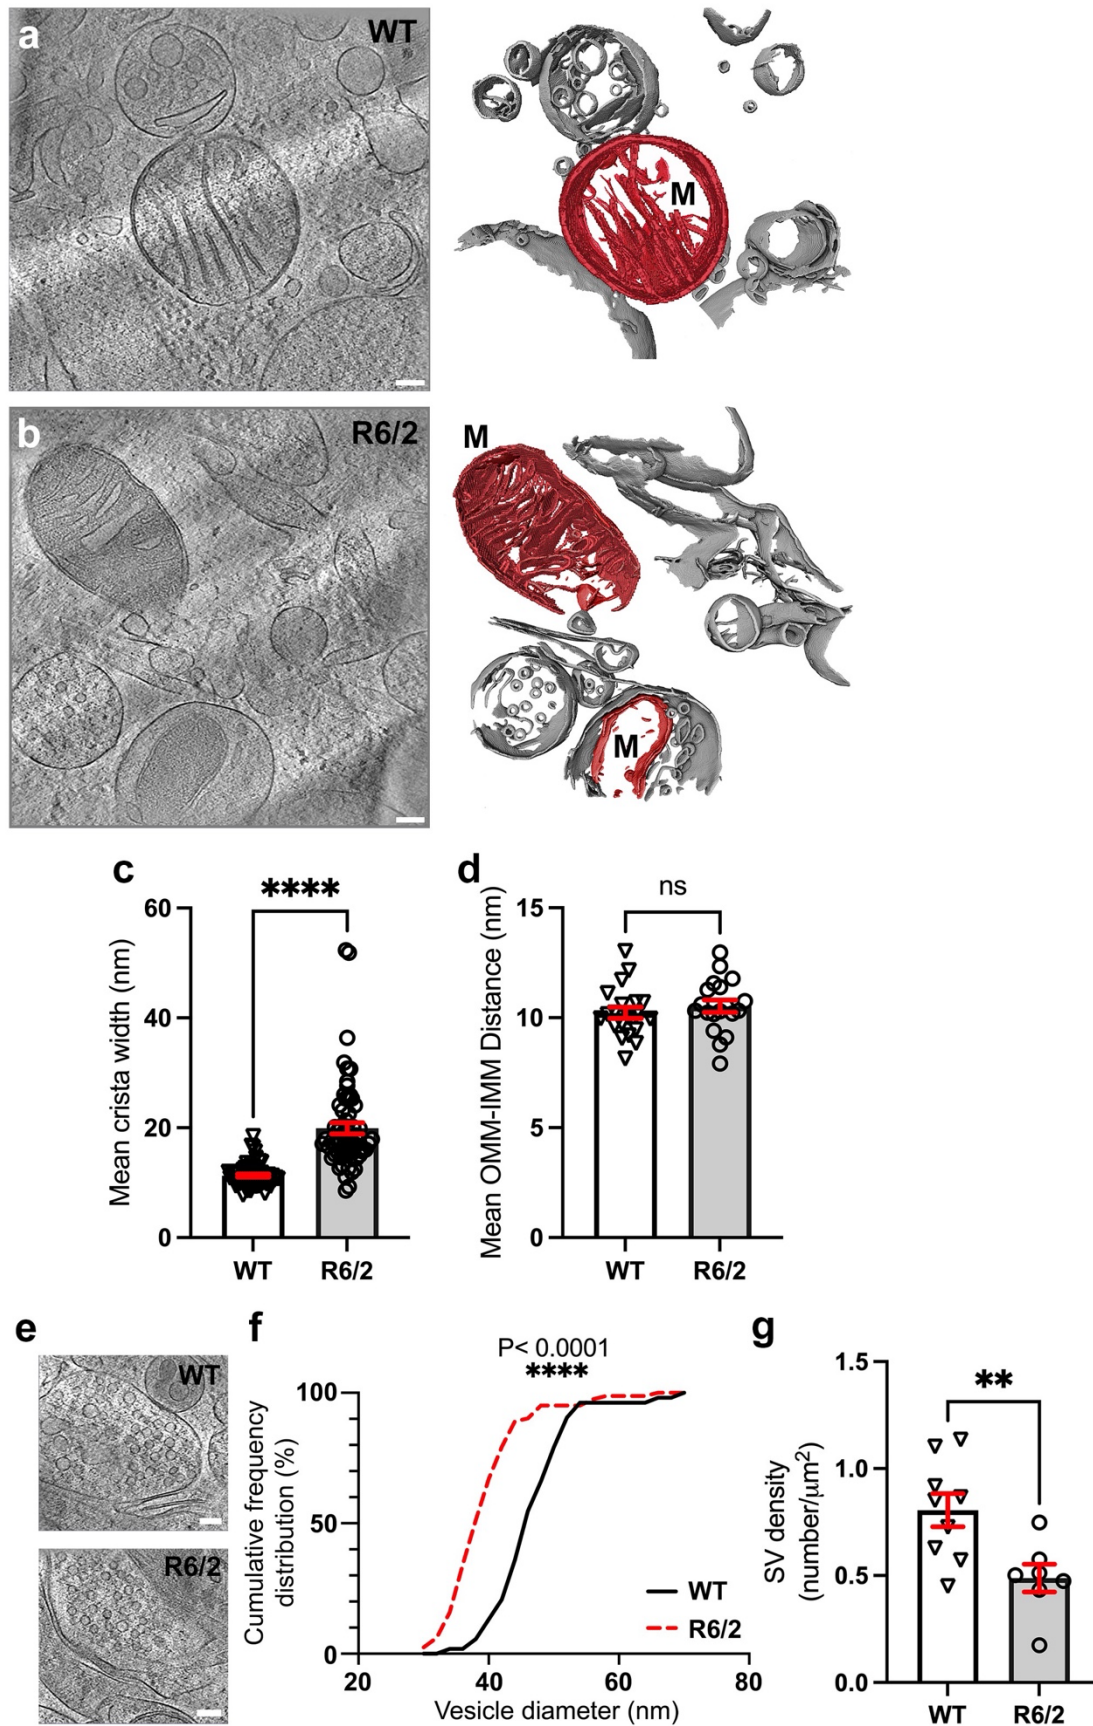 a
WT
M
b
R6/2
M
M
c
****
Mean crista width (nm)
60
40
20
0
WT
R6/2
d
ns
Mean OMM-IMM Distance (nm)
15
10
5
0
WT
R6/2
e
WT
R6/2
f
P< 0.0001
****
Cumulative frequency
distribution (%)
100
50
0
WT
R6/2
20
40
60
80
Vesicle diameter (nm)
g
**
SV density
(number/μm²)
1.5
1.0
0.5
0.0
WT
R6/2